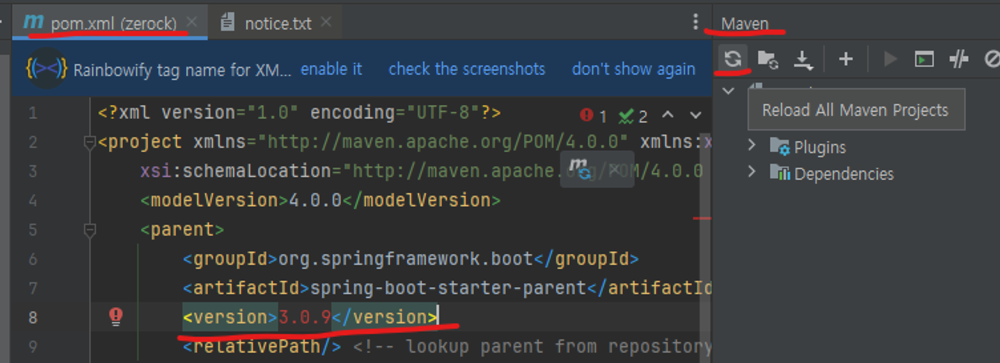 pom.xml (zerock)
notice.txt
Maven
Rainbowify tag name for XM... enable it check the screenshots don't show again
Reload All Maven Projects
Plugins
Dependencies
1 <?xml version="1.0" encoding="UTF-8"?>
1 2
2 <project xmlns="http://maven.apache.org/POM/4.0.0" xmlns:x
3 xsi:schemaLocation="http://maven.apache.org/POM/4.0.0
4 <modelVersion>4.0.0</modelVersion>
5 <parent>
6 <groupId>org.springframework.boot</groupId>
7 <artifactId>spring-boot-starter-parent</artifactId
8 <version>3.0.9</version>
9 <relativePath/> <!-- lookup parent from repository